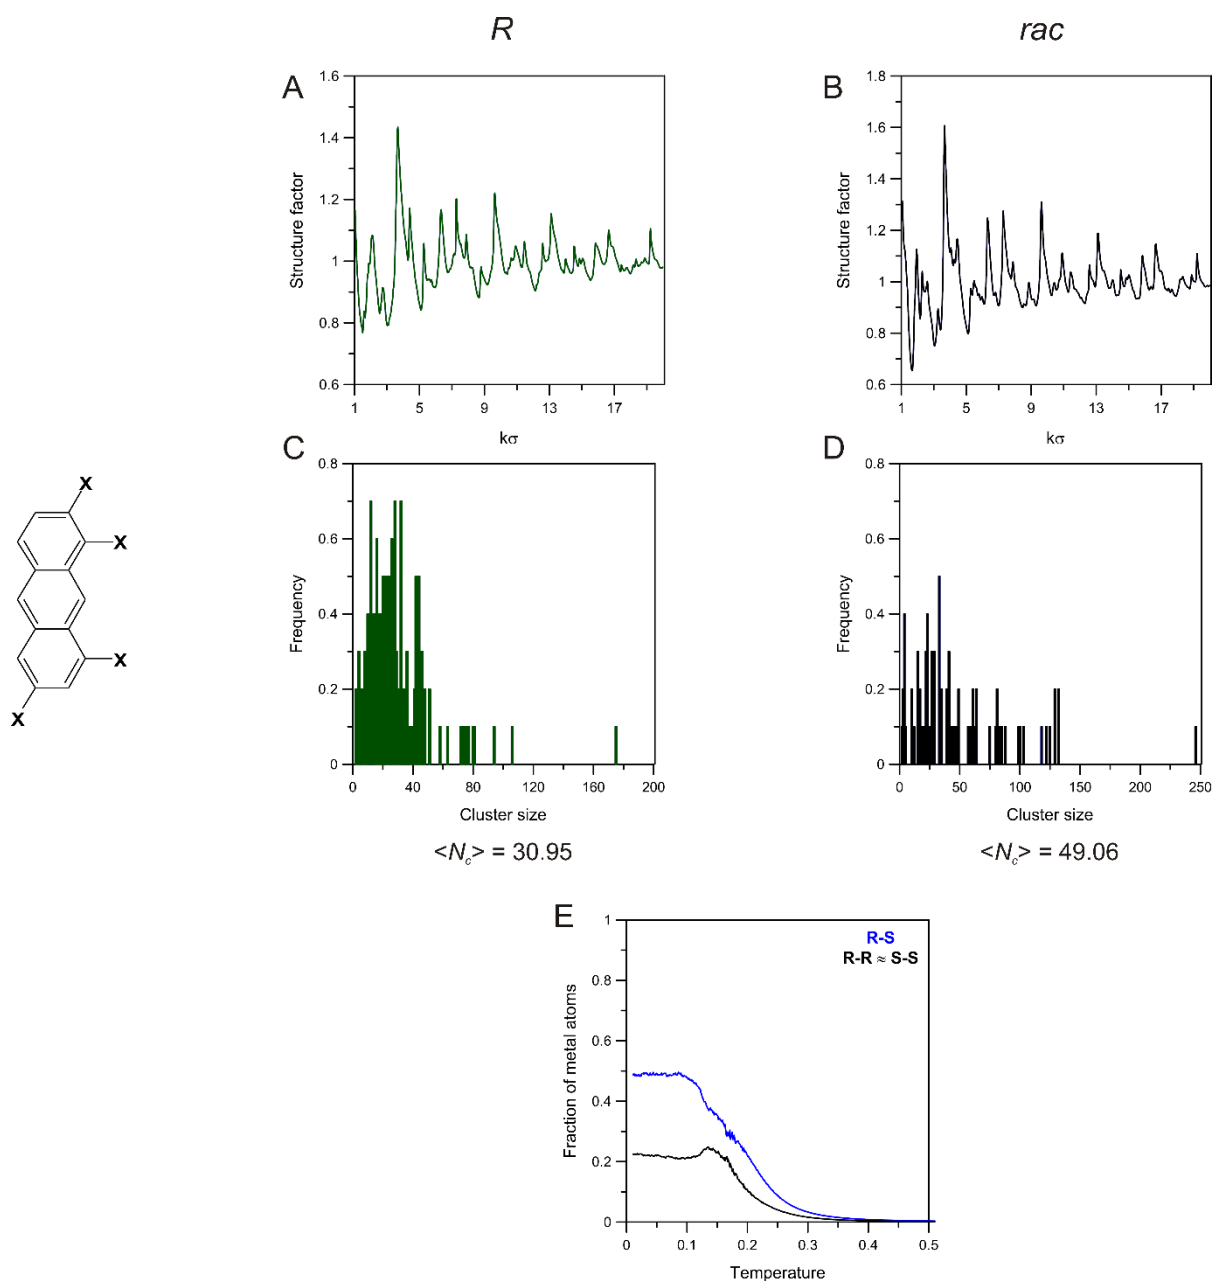 R
rac
A
1.6
1.4
1.2
1
0.8
0.6
Structure factor
1
5
9
13
17
kσ
B
1.8
1.6
1.4
1.2
1
0.8
0.6
Structure factor
1
5
9
13
17
kσ
X
X
X
X
C
0.8
0.6
0.4
0.2
0
Frequency
0
40
80
120
160
200
Cluster size
<Nc> = 30.95
D
0.8
0.6
0.4
0.2
0
Frequency
0
50
100
150
200
250
Cluster size
<Nc> = 49.06
E
1
0.8
0.6
0.4
0.2
0
Fraction of metal atoms
R-S
R-R ≈ S-S
0
0.1
0.2
0.3
0.4
0.5
Temperature